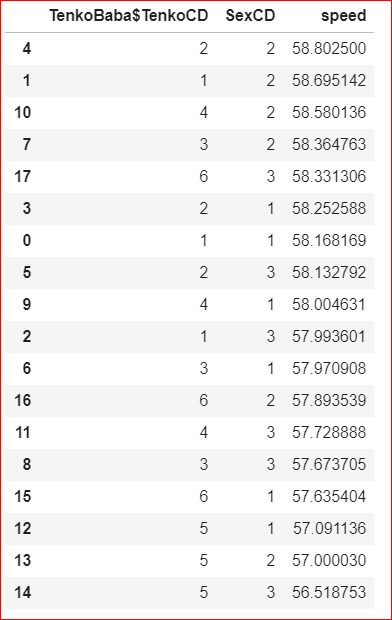 TenkoBaba$TenkoCD SexCD speed
4 2 2 58.802500
1 1 2 58.695142
10 4 2 58.580136
7 3 2 58.364763
17 6 3 58.331306
3 2 1 58.252588
0 1 1 58.168169
5 2 3 58.132792
9 4 1 58.004631
2 1 3 57.993601
6 3 1 57.970908
16 6 2 57.893539
11 4 3 57.728888
8 3 3 57.673705
15 6 1 57.635404
12 5 1 57.091136
13 5 2 57.000030
14 5 3 56.518753